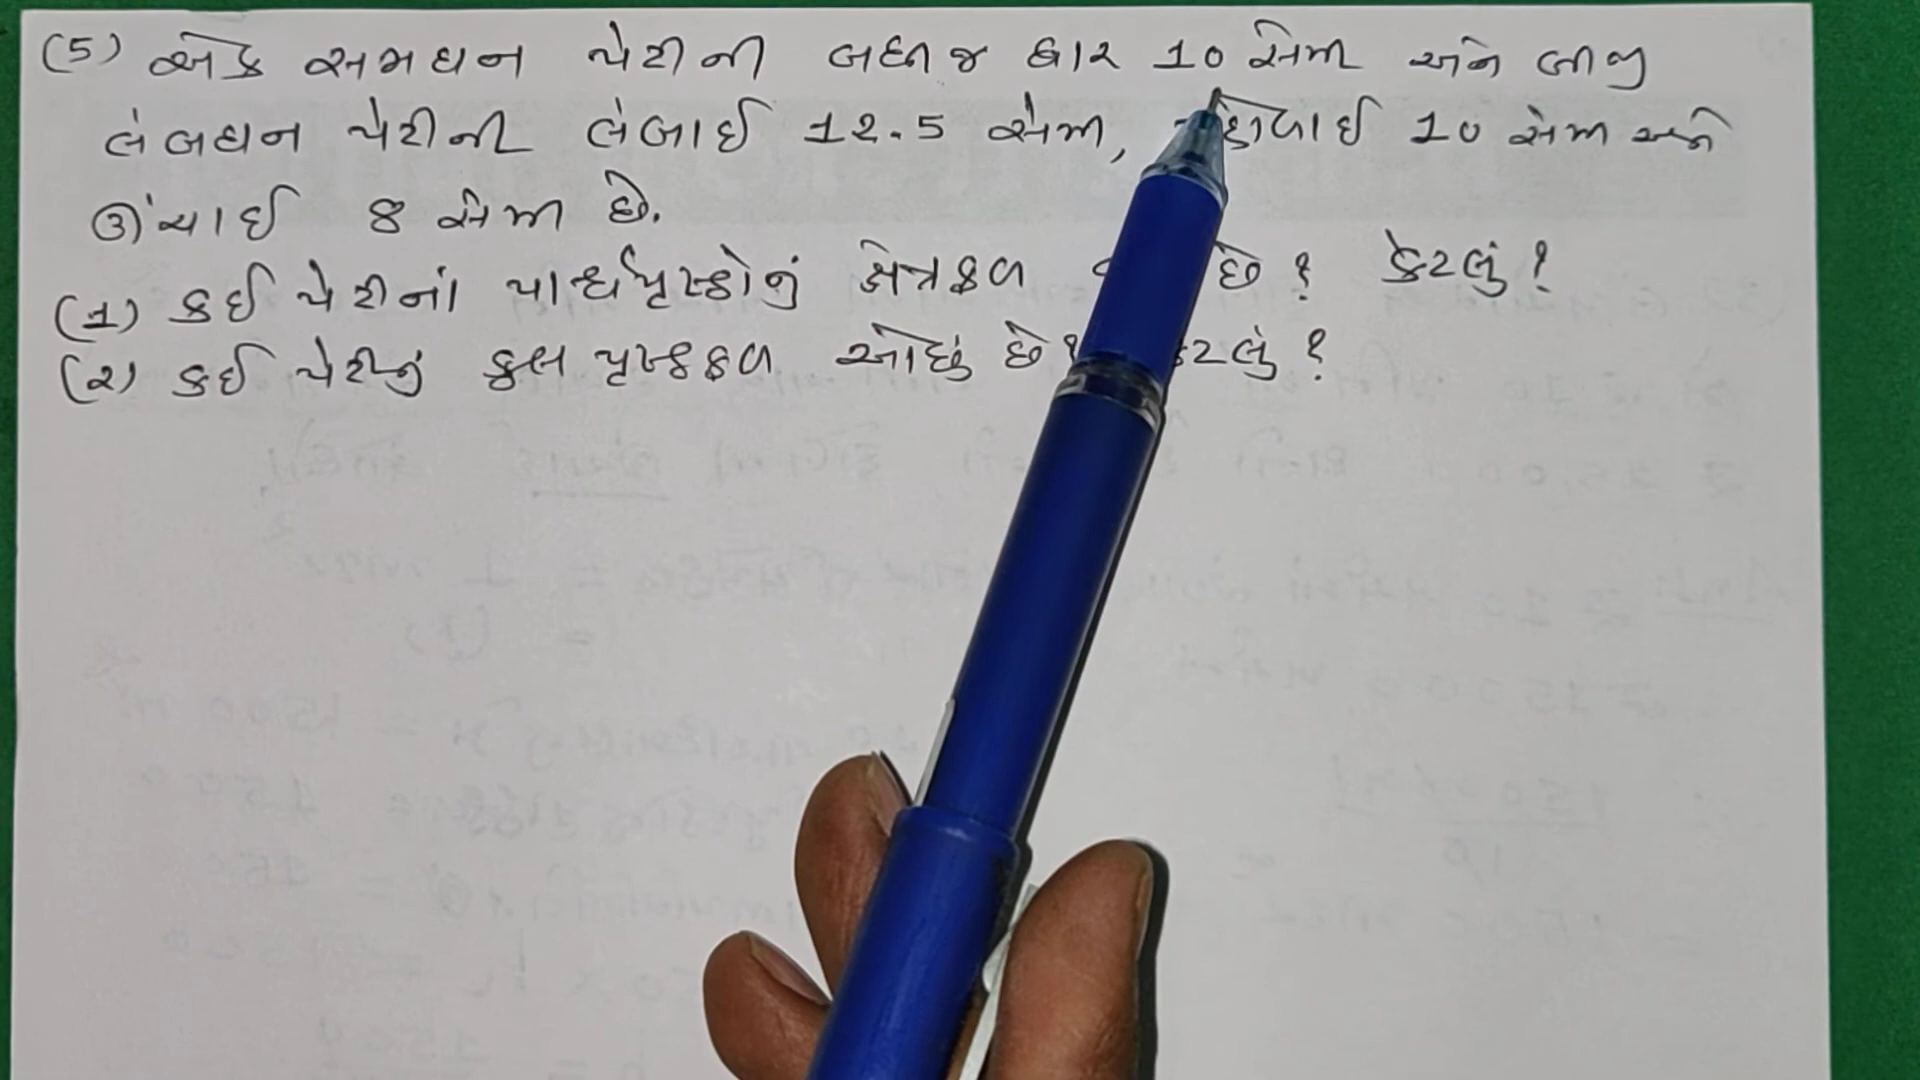 (5) એક સમઘન પેટીની બધી જ ધાર 10 સેમી અને બીજી
લંબઘન પેટીની લંબાઈ 12.5 સેમી, પહોળાઈ 10 સેમી અને
ઊંચાઈ 8 સેમી છે.
(1) કઈ પેટીનાં પાર્શ્વપૃષ્ઠોનું ક્ષેત્રફળ છે? કેટલું?
(2) કઈ પેટીનું કુલ પૃષ્ઠફળ ઓછું છે? કેટલું?